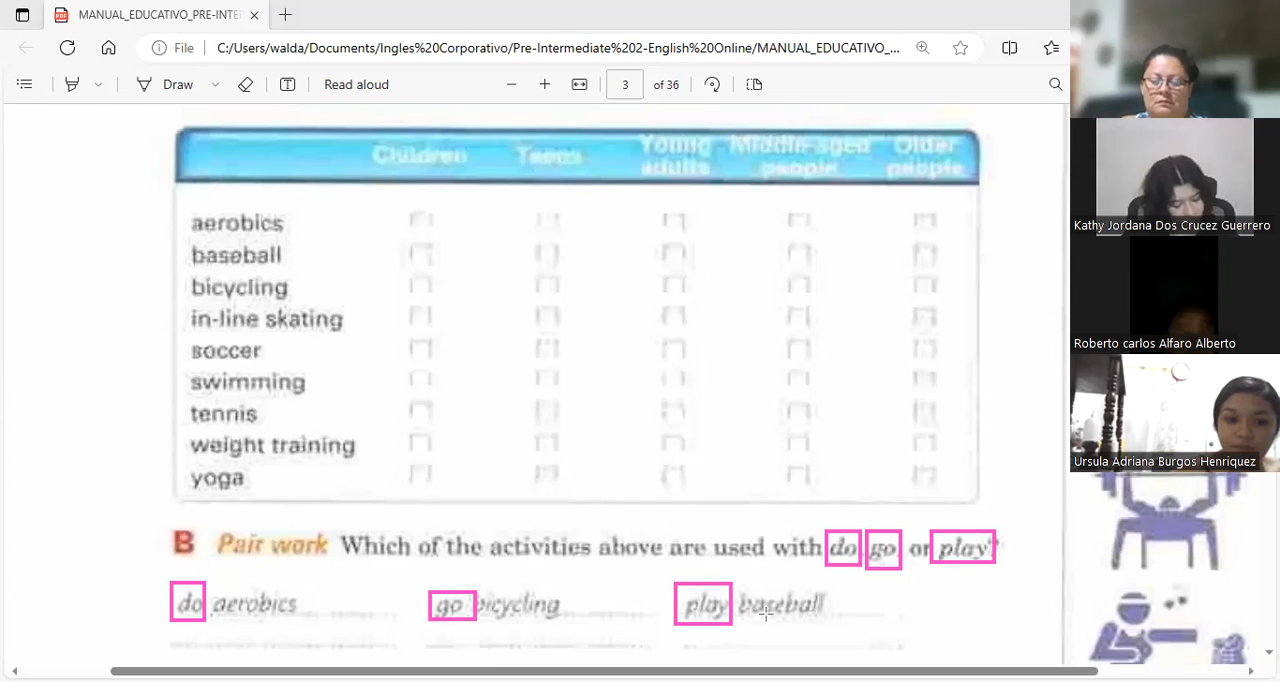 MANUAL_EDUCATIVO_PRE-INTE
File C:/Users/walda/Documents/Ingles%20Corporativo/Pre-Intermediate%202-English%20Online/MANUAL_EDUCATIVO_...
Draw Read aloud 3 of 36
Children Teens Young adults Middle-aged people Older people
aerobics
baseball
bicycling
in-line skating
soccer
swimming
tennis
weight training
yoga
B Pair work Which of the activities above are used with do, go, or play?
do aerobics go bicycling play baseball
Kathy Jordana Dos Crucez Guerrero
Roberto carlos Alfaro Alberto
Ursula Adriana Burgos Henriquez